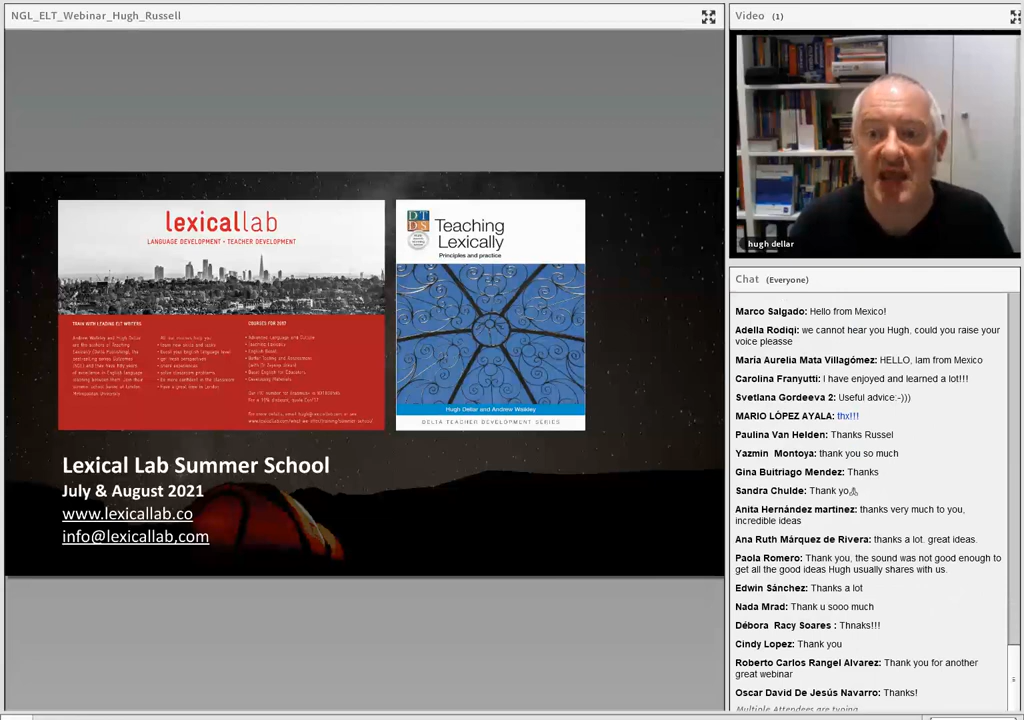 NGL_ELT_Webinar_Hugh_Russell
lexicallab
LANGUAGE DEVELOPMENT • TEACHER DEVELOPMENT
TRAIN WITH LEADING ELT WRITERS
COURSES FOR 2017
DTDS
Teaching
Lexically
Principles and practice
Hugh Dellar and Andrew Walkley
DELTA TEACHER DEVELOPMENT SERIES
Lexical Lab Summer School
July & August 2021
www.lexicallab.co
info@lexicallab,com
Video (1)
hugh dellar
Chat (Everyone)
Marco Salgado: Hello from Mexico!
Adella Rodiqi: we cannot hear you Hugh, could you raise your
voice pleasse
María Aurelia Mata Villagómez: HELLO, Iam from Mexico
Carolina Franyutti: I have enjoyed and learned a lot!!!
Svetlana Gordeeva 2: Useful advice:-)))
MARIO LÓPEZ AYALA: thx!!!
Paulina Van Helden: Thanks Russel
Yazmin Montoya: thank you so much
Gina Buitriago Mendez: Thanks
Sandra Chulde: Thank yo🙏
Anita Hernández martinez: thanks very much to you,
incredible ideas
Ana Ruth Márquez de Rivera: thanks a lot. great ideas.
Paola Romero: Thank you, the sound was not good enough to
get all the good ideas Hugh usually shares with us.
Edwin Sánchez: Thanks a lot
Nada Mrad: Thank u sooo much
Débora Racy Soares : Thnaks!!!
Cindy Lopez: Thank you
Roberto Carlos Rangel Alvarez: Thank you for another
great webinar
Oscar David De Jesús Navarro: Thanks!
Multiple Attendees are typing